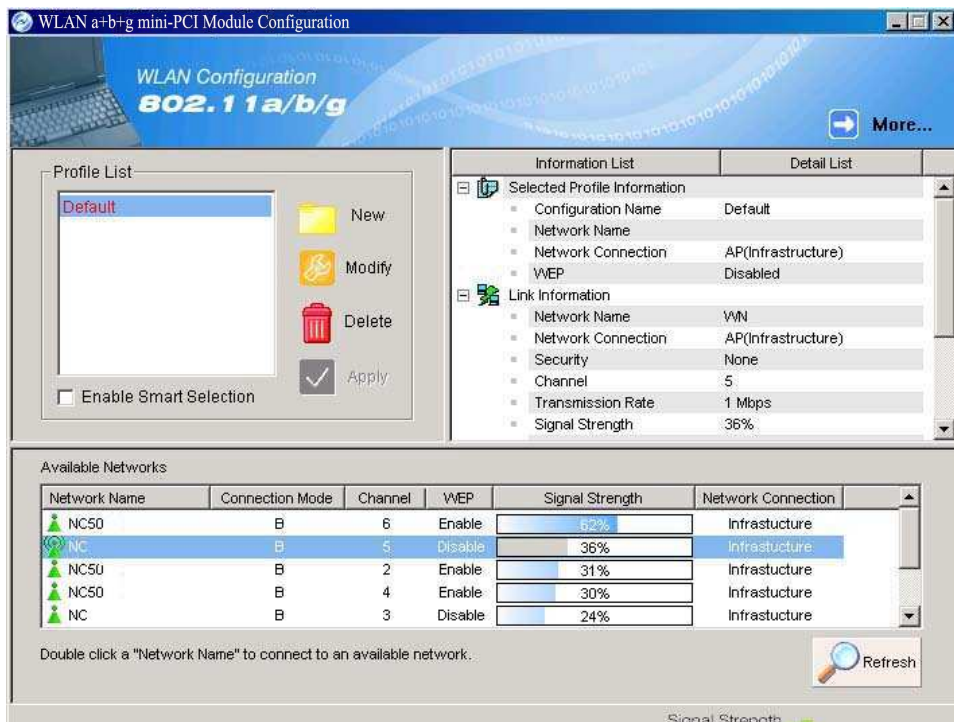 WLAN a+b+g mini-PCI Module Configuration
WLAN Configuration
802.11a/b/g
More...
Profile List
Default
New
Modify
Delete
Apply
Enable Smart Selection
Information List Detail List
Selected Profile Information
Configuration Name Default
Network Name
Network Connection AP(Infrastructure)
WEP Disabled
Link Information
Network Name WN
Network Connection AP(Infrastructure)
Security None
Channel 5
Transmission Rate 1 Mbps
Signal Strength 36%
Available Networks
Network Name Connection Mode Channel WEP Signal Strength Network Connection
NC50 B 6 Enable 62% Infrastucture
NC B 5 Disable 36% Infrastucture
NC50 B 2 Enable 31% Infrastucture
NC50 B 4 Enable 30% Infrastucture
NC B 3 Disable 24% Infrastucture
Double click a "Network Name" to connect to an available network.
Refresh
Signal Strength